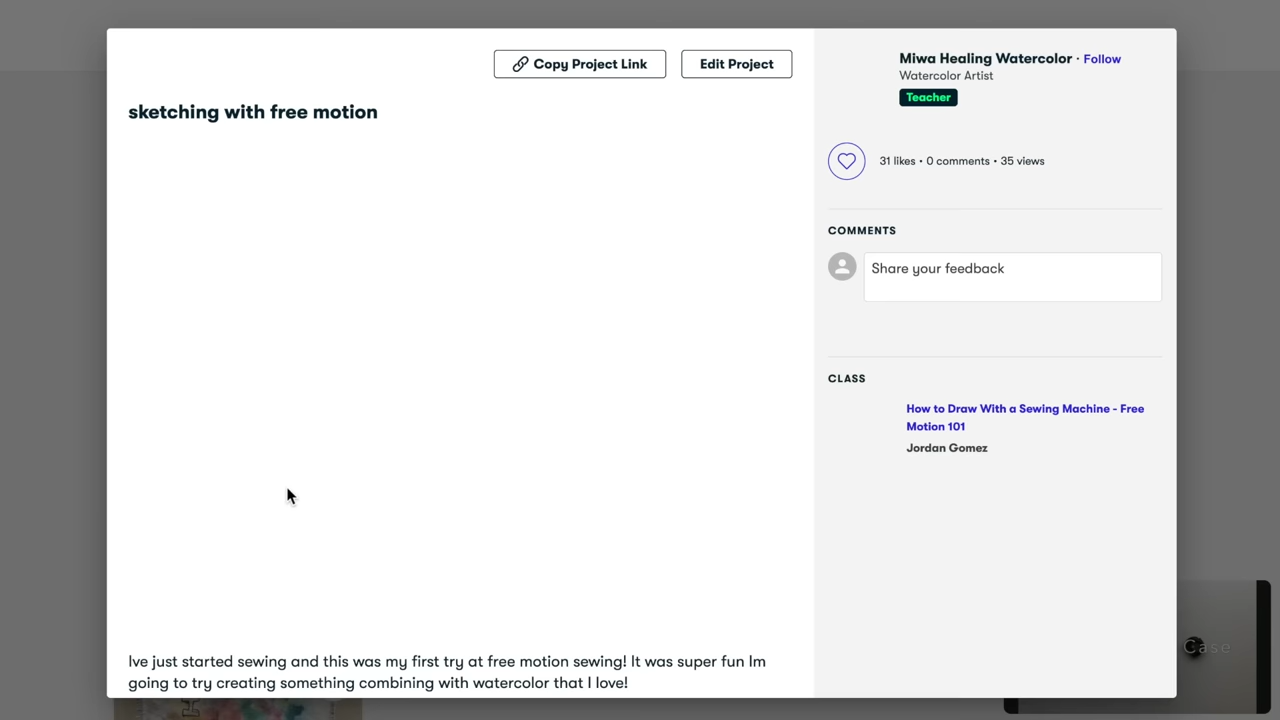 Copy Project Link
Edit Project
sketching with free motion
Ive just started sewing and this was my first try at free motion sewing! It was super fun Im
going to try creating something combining with watercolor that I love!
Miwa Healing Watercolor · Follow
Watercolor Artist
Teacher
31 likes • 0 comments • 35 views
COMMENTS
Share your feedback
CLASS
How to Draw With a Sewing Machine - Free
Motion 101
Jordan Gomez
Case